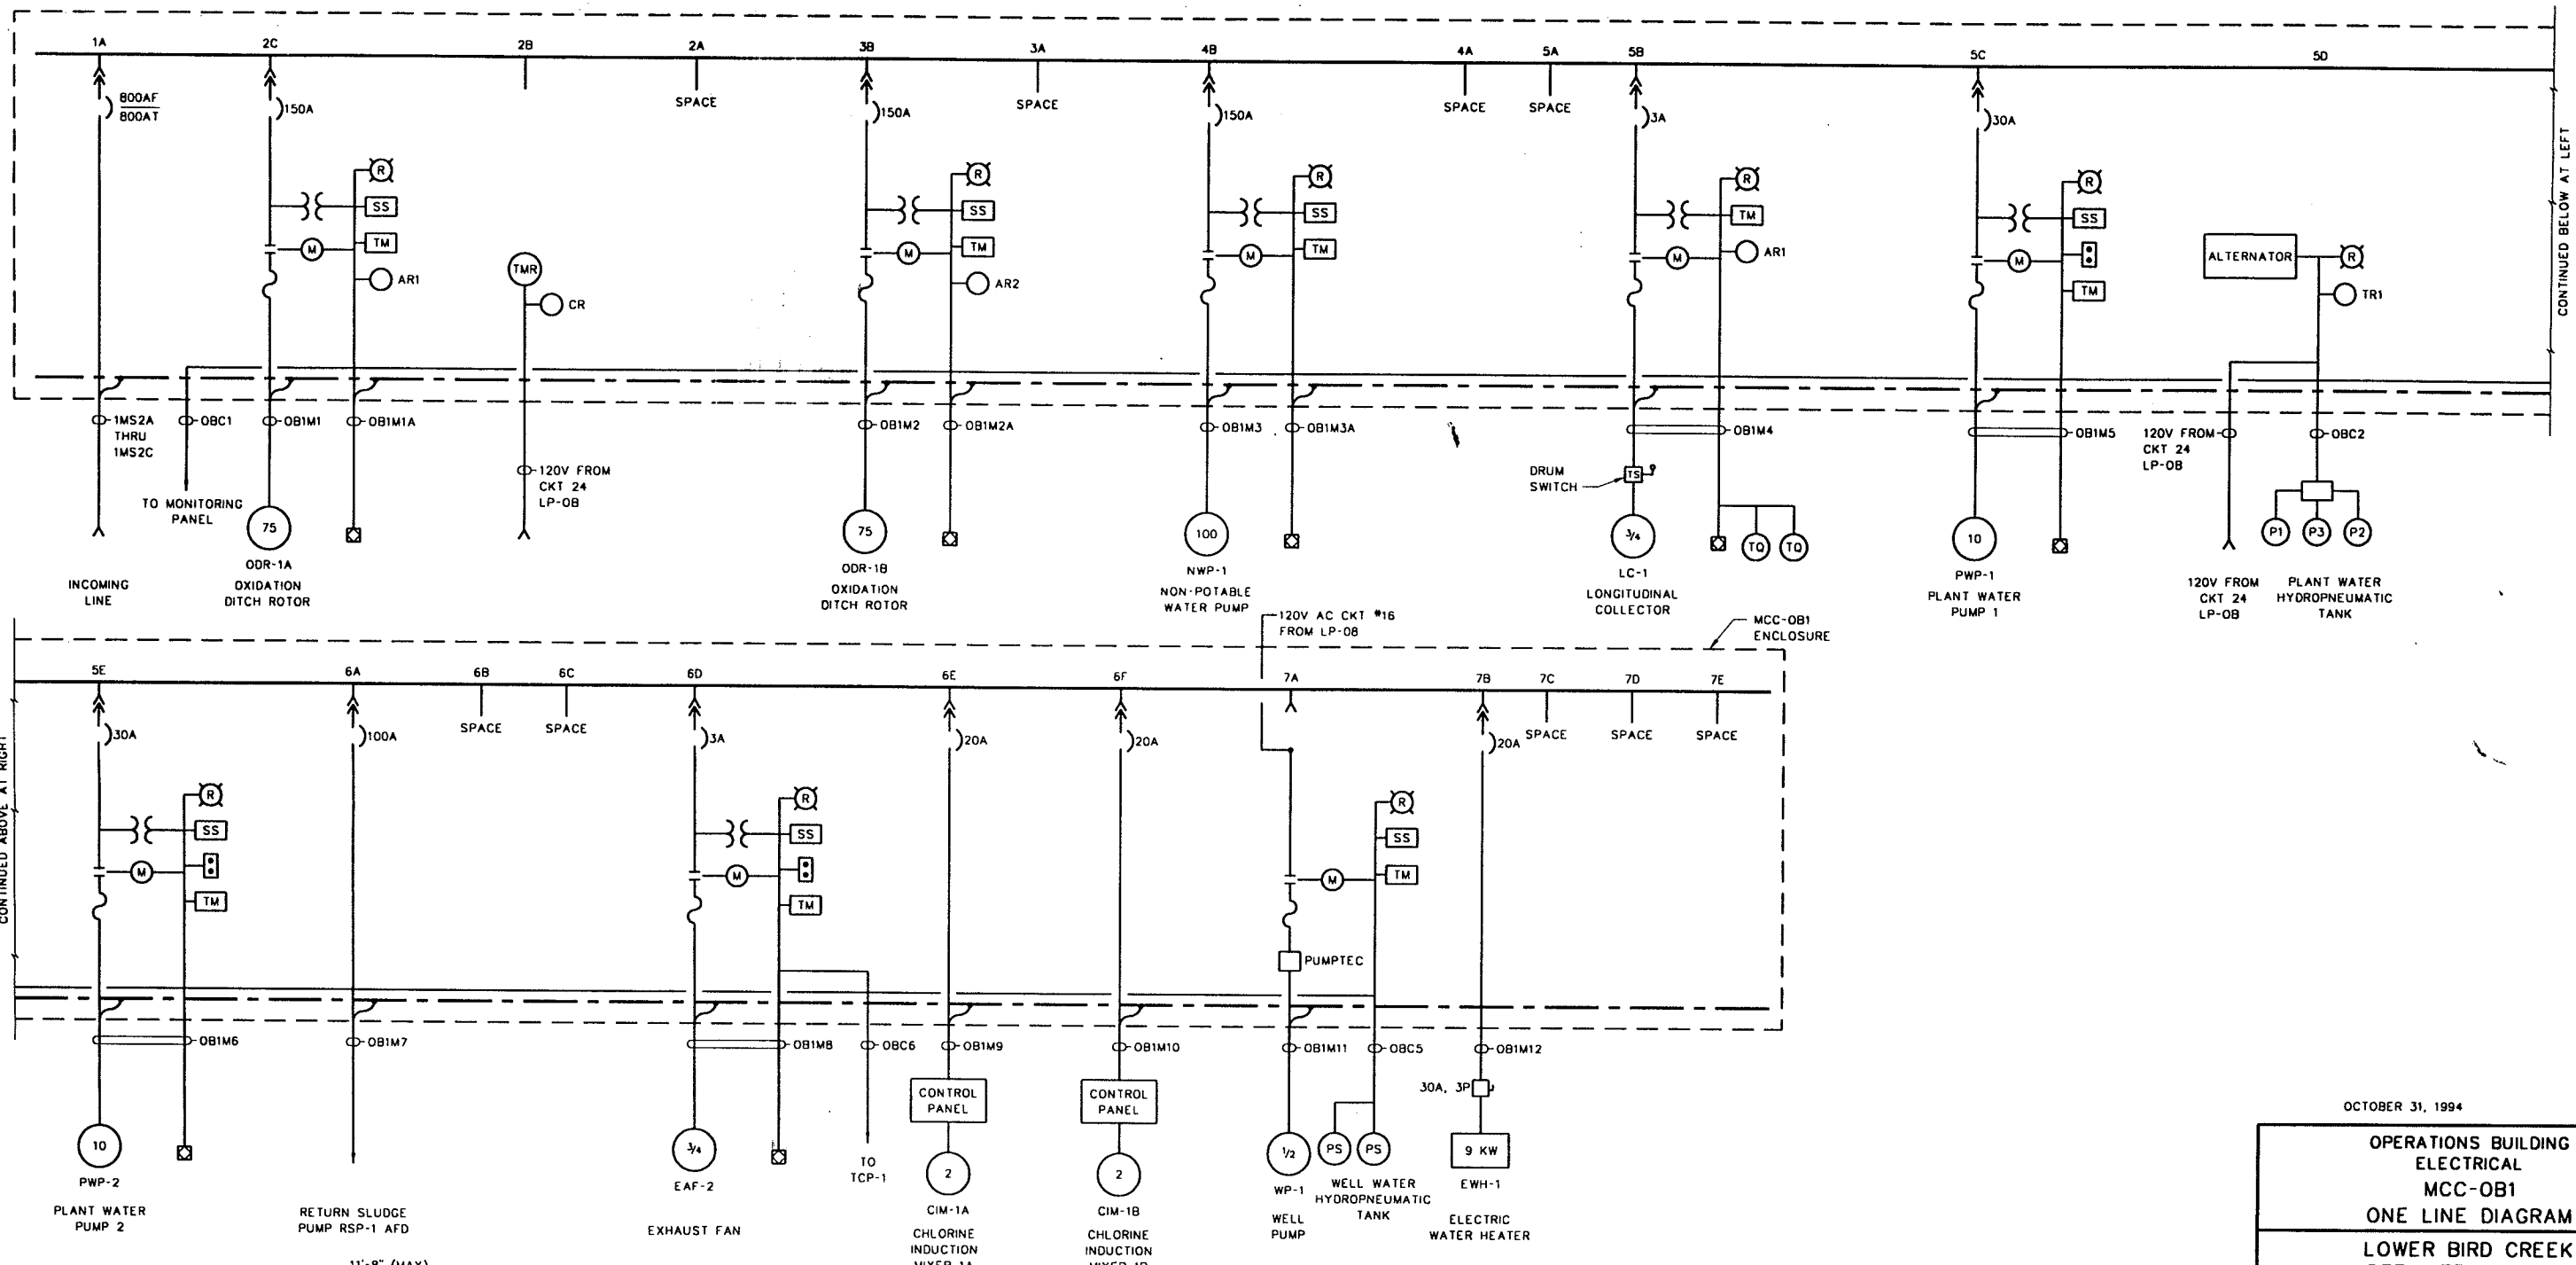 1A 2C 2B 2A 3B 3A 4B 4A 5A 5B 5C 5D
800AF
800AT
150A
SPACE
150A
SPACE
150A
SPACE
SPACE
3A
30A
CONTINUED BELOW AT LEFT
R
SS
TM
M
AR1
TMR
CR
R
SS
TM
M
AR2
R
SS
TM
M
R
TM
M
AR1
R
SS
M
TM
ALTERNATOR
R
TR1
1MS2A
THRU
1MS2C
OBC1
OB1M1
OB1M1A
120V FROM
CKT 24
LP-OB
OB1M2
OB1M2A
OB1M3
OB1M3A
OB1M4
OB1M5
120V FROM
CKT 24
LP-OB
OBC2
DRUM
SWITCH
TS
TO MONITORING
PANEL
75
75
100
3/4
TQ
TQ
10
P1
P3
P2
INCOMING
LINE
ODR-1A
OXIDATION
DITCH ROTOR
ODR-1B
OXIDATION
DITCH ROTOR
NWP-1
NON-POTABLE
WATER PUMP
LC-1
LONGITUDINAL
COLLECTOR
PWP-1
PLANT WATER
PUMP 1
120V FROM
CKT 24
LP-OB
PLANT WATER
HYDROPNEUMATIC
TANK
120V AC CKT #16
FROM LP-OB
MCC-OB1
ENCLOSURE
5E 6A 6B 6C 6D 6E 6F 7A 7B 7C 7D 7E
CONTINUED ABOVE AT RIGHT
30A
100A
SPACE
SPACE
3A
20A
20A
20A
SPACE
SPACE
SPACE
R
SS
M
TM
R
SS
M
TM
R
SS
M
TM
PUMPTEC
OB1M6
OB1M7
OB1M8
OBC6
OB1M9
OB1M10
OB1M11
OBC5
OB1M12
CONTROL
PANEL
CONTROL
PANEL
30A, 3P
10
3/4
TO
TCP-1
2
2
1/2
PS
PS
9 KW
PWP-2
PLANT WATER
PUMP 2
RETURN SLUDGE
PUMP RSP-1 AFD
EAF-2
EXHAUST FAN
CIM-1A
CHLORINE
INDUCTION
MIXER 1A
CIM-1B
CHLORINE
INDUCTION
MIXER 1B
WP-1
WELL
PUMP
WELL WATER
HYDROPNEUMATIC
TANK
EWH-1
ELECTRIC
WATER HEATER
11'-8" (MAX)
OCTOBER 31, 1994
OPERATIONS BUILDING
ELECTRICAL
MCC-OB1
ONE LINE DIAGRAM
LOWER BIRD CREEK